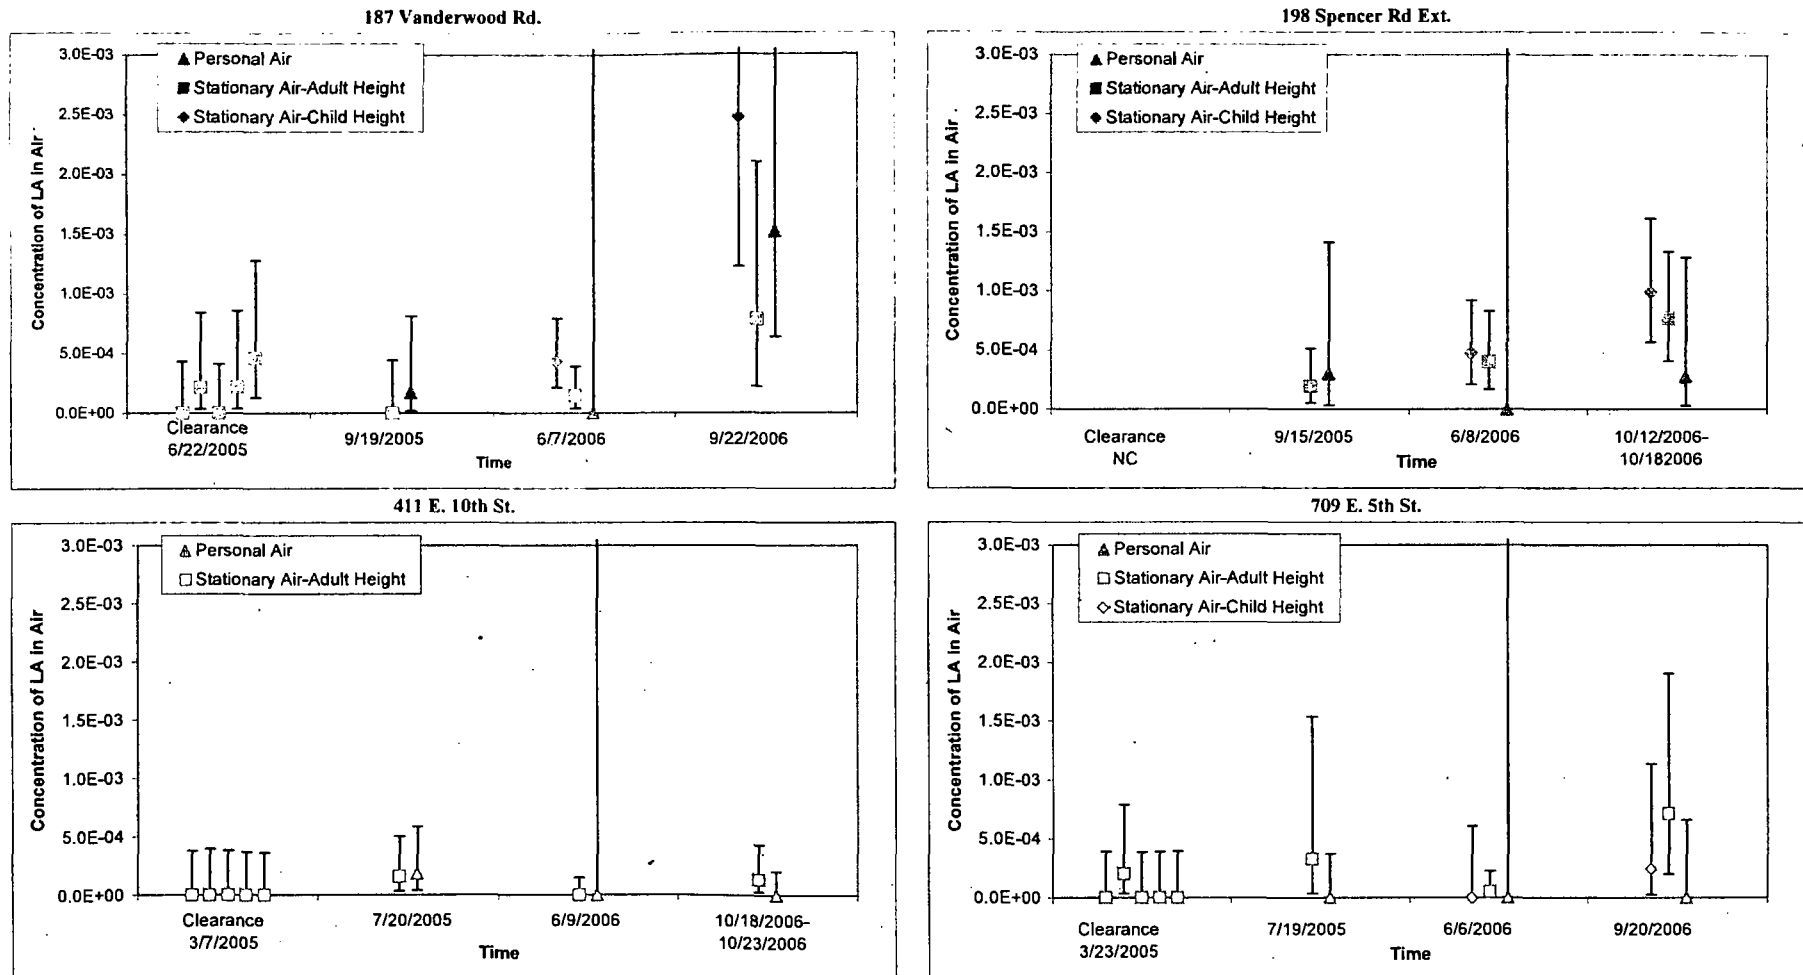 187 Vanderwood Rd.
Concentration of LA in Air
3.0E-03
2.5E-03
2.0E-03
1.5E-03
1.0E-03
5.0E-04
0.0E+00
Personal Air
Stationary Air-Adult Height
Stationary Air-Child Height
Clearance
6/22/2005
9/19/2005
6/7/2006
9/22/2006
Time
198 Spencer Rd Ext.
Concentration of LA in Air
3.0E-03
2.5E-03
2.0E-03
1.5E-03
1.0E-03
5.0E-04
0.0E+00
Personal Air
Stationary Air-Adult Height
Stationary Air-Child Height
Clearance
NC
9/15/2005
6/8/2006
10/12/2006-
10/182006
Time
411 E. 10th St.
Concentration of LA in Air
3.0E-03
2.5E-03
2.0E-03
1.5E-03
1.0E-03
5.0E-04
0.0E+00
Personal Air
Stationary Air-Adult Height
Clearance
3/7/2005
7/20/2005
6/9/2006
10/18/2006-
10/23/2006
Time
709 E. 5th St.
Concentration of LA in Air
3.0E-03
2.5E-03
2.0E-03
1.5E-03
1.0E-03
5.0E-04
0.0E+00
Personal Air
Stationary Air-Adult Height
Stationary Air-Child Height
Clearance
3/23/2005
7/19/2005
6/6/2006
9/20/2006
Time